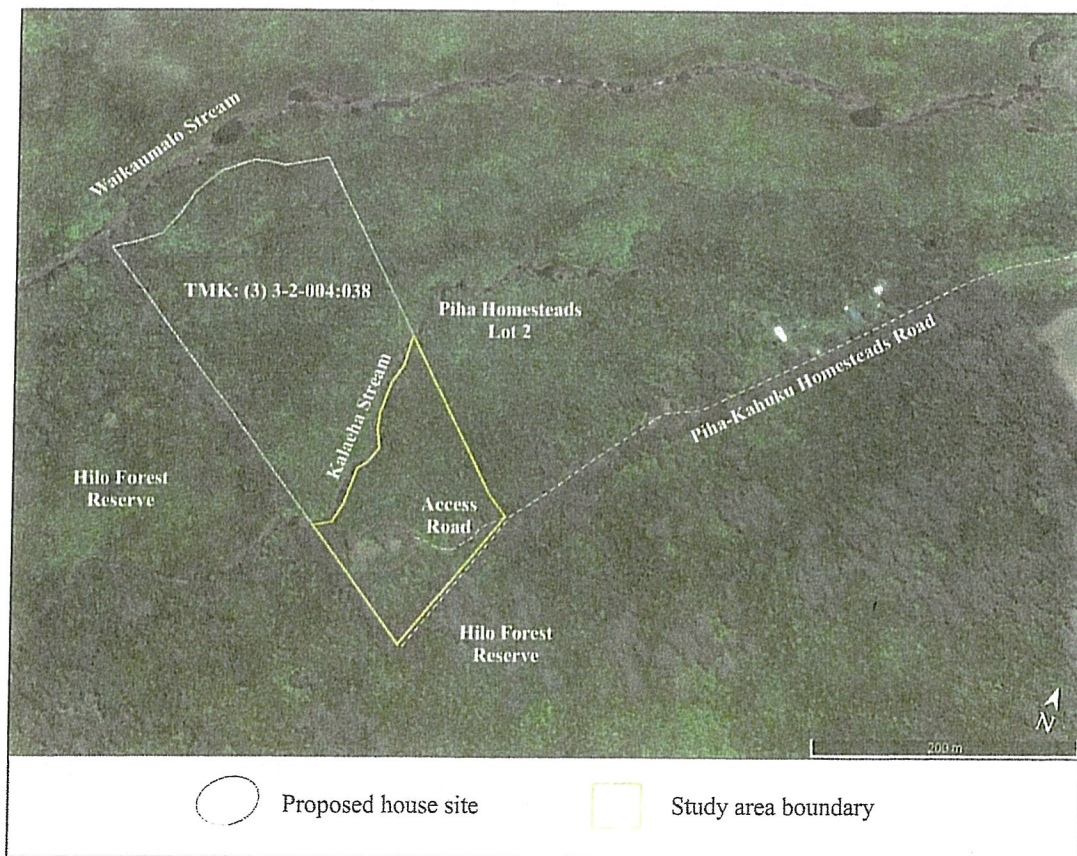 Waikaumalo Stream
TMK: (3) 3-2-004:038
Piha Homesteads
Lot 2
Kalaeha Stream
Piha-Kahuku Homesteads Road
Hilo Forest
Reserve
Access
Road
Hilo Forest
Reserve
N
200 m
Proposed house site
Study area boundary